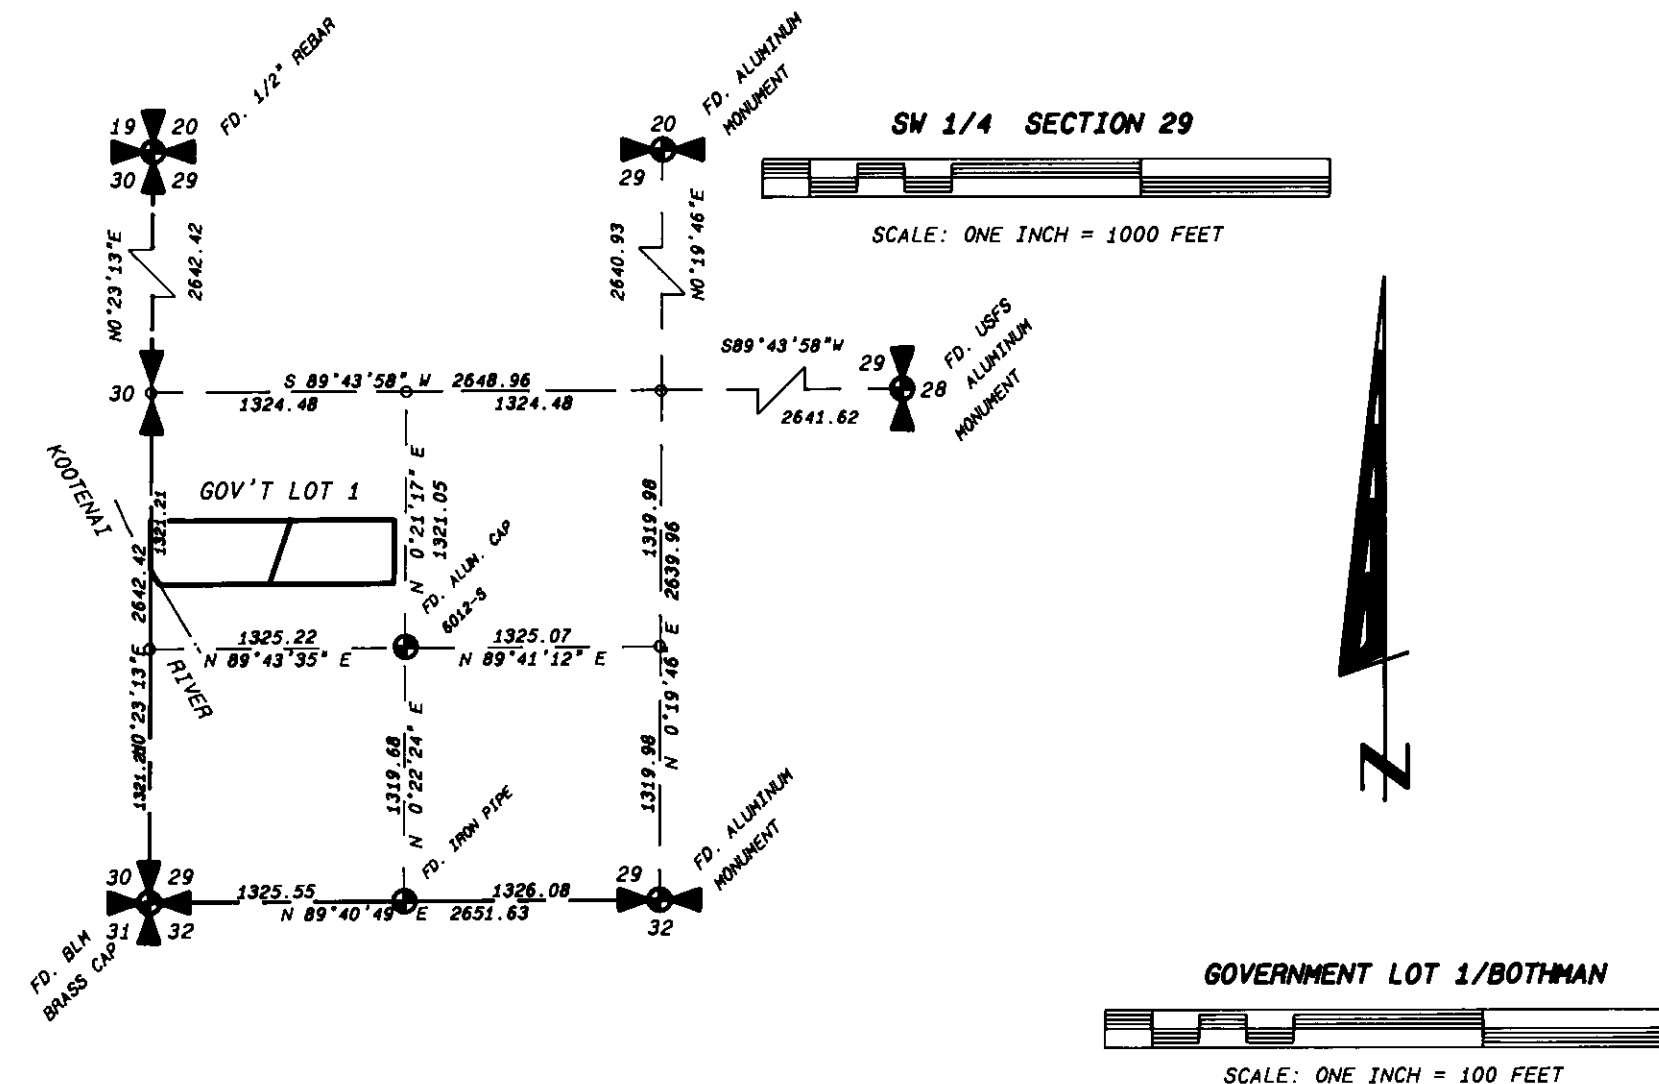 FD. 1/2" REBAR
FD. ALUMINUM
MONUMENT
19 20
30 29
20
29
SW 1/4 SECTION 29
SCALE: ONE INCH = 1000 FEET
N0°23'13"E
2642.42
2640.93
N0°19'46"E
S89°43'58"W
2641.62
29
28
FD. USFS
ALUMINUM
MONUMENT
30
S 89°43'58" W 2648.96
1324.48
1324.48
KOOTENAI
RIVER
GOV'T LOT 1
1321.21
2642.42
N 0°21'17" E
1321.05
FD. ALUM. CAP
6012-S
1319.98
2639.96
1325.22
N 89°43'35" E
1325.07
N 89°41'12" E
0°23'13"E
N 0°19'46" E
1319.68
N 0°22'24" E
1319.98
FD. IRON PIPE
FD. ALUMINUM
MONUMENT
30 29
31 32
1325.55
1326.08
N 89°40'49" E 2651.63
29
32
FD. BLM
BRASS CAP
N
GOVERNMENT LOT 1/BOTHMAN
SCALE: ONE INCH = 100 FEET